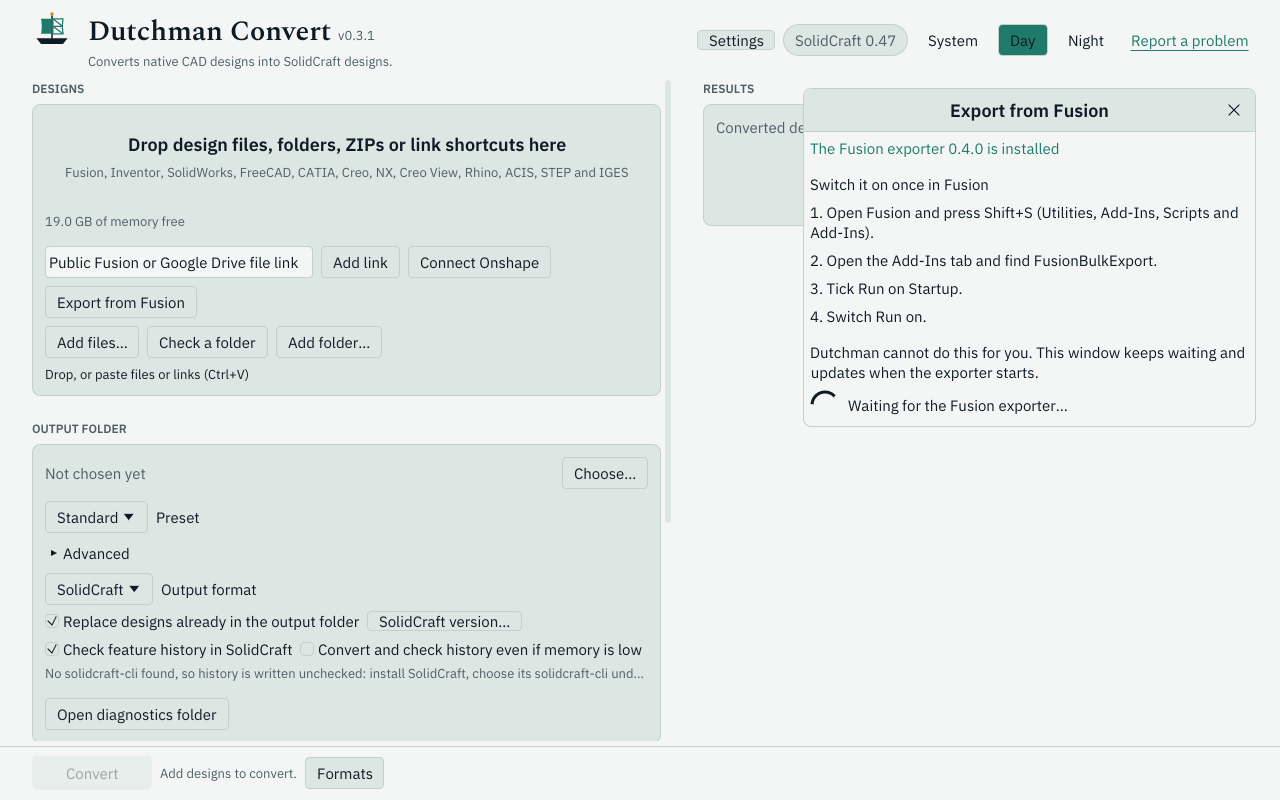 Dutchman Convert v0.3.1
Converts native CAD designs into SolidCraft designs.
Settings
SolidCraft 0.47
System
Day
Night
Report a problem
DESIGNS
Drop design files, folders, ZIPs or link shortcuts here
Fusion, Inventor, SolidWorks, FreeCAD, CATIA, Creo, NX, Creo View, Rhino, ACIS, STEP and IGES
19.0 GB of memory free
Public Fusion or Google Drive file link
Add link
Connect Onshape
Export from Fusion
Add files...
Check a folder
Add folder...
Drop, or paste files or links (Ctrl+V)
OUTPUT FOLDER
Not chosen yet
Choose...
Standard
Preset
Advanced
SolidCraft
Output format
Replace designs already in the output folder
SolidCraft version...
Check feature history in SolidCraft
Convert and check history even if memory is low
No solidcraft-cli found, so history is written unchecked: install SolidCraft, choose its solidcraft-cli und...
Open diagnostics folder
Convert
Add designs to convert.
Formats
RESULTS
Converted de
Export from Fusion
The Fusion exporter 0.4.0 is installed
Switch it on once in Fusion
1. Open Fusion and press Shift+S (Utilities, Add-Ins, Scripts and
Add-Ins).
2. Open the Add-Ins tab and find FusionBulkExport.
3. Tick Run on Startup.
4. Switch Run on.
Dutchman cannot do this for you. This window keeps waiting and
updates when the exporter starts.
Waiting for the Fusion exporter...